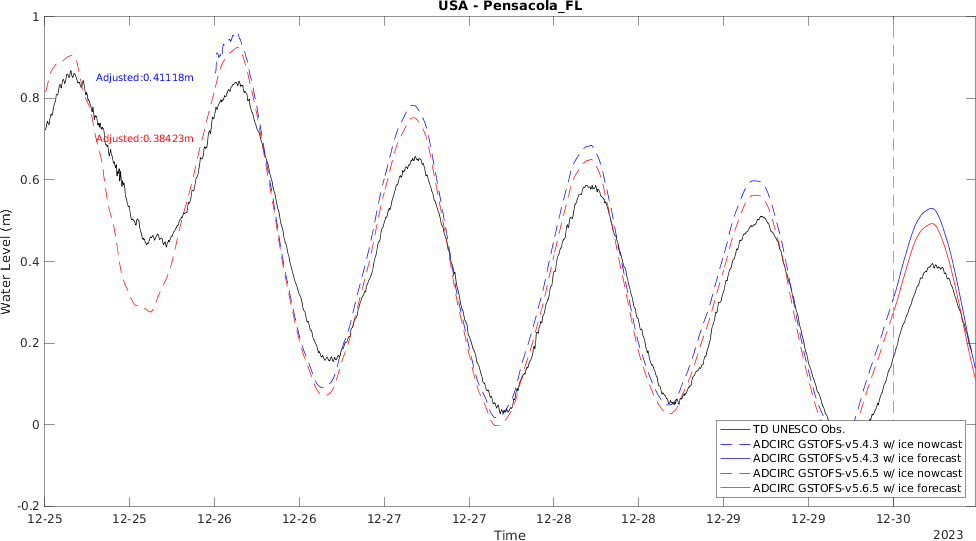 USA - Pensacola_FL
1
0.8
0.6
0.4
0.2
0
-0.2
Water Level (m)
Adjusted:0.41118m
Adjusted:0.38423m
TD UNESCO Obs.
ADCIRC GSTOFS-v5.4.3 w/ ice nowcast
ADCIRC GSTOFS-v5.4.3 w/ ice forecast
ADCIRC GSTOFS-v5.6.5 w/ ice nowcast
ADCIRC GSTOFS-v5.6.5 w/ ice forecast
12-25 12-25 12-26 12-26 12-27 12-27 12-28 12-28 12-29 12-29 12-30
Time
2023